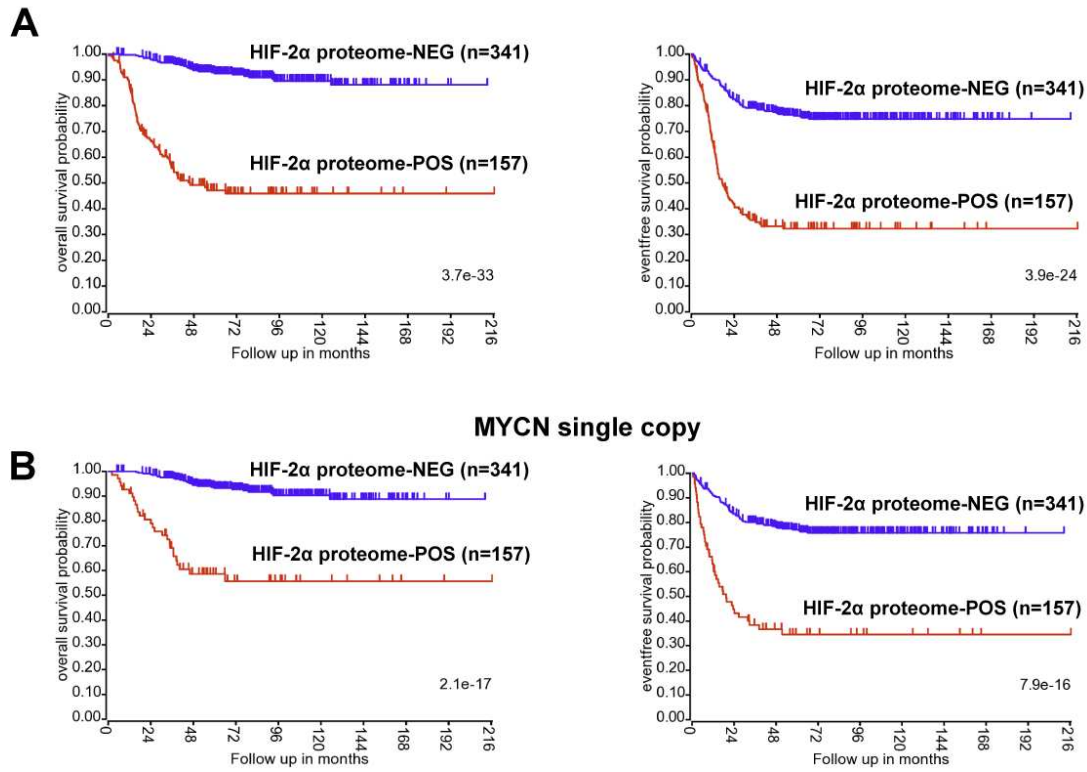 A
HIF-2α proteome-NEG (n=341)
HIF-2α proteome-POS (n=157)
overall survival probability
1.00
0.90
0.80
0.70
0.60
0.50
0.40
0.30
0.20
0.10
0.00
3.7e-33
0 24 48 72 96 120 144 168 192 216
Follow up in months
HIF-2α proteome-NEG (n=341)
HIF-2α proteome-POS (n=157)
eventfree survival probability
1.00
0.90
0.80
0.70
0.60
0.50
0.40
0.30
0.20
0.10
0.00
3.9e-24
0 24 48 72 96 120 144 168 192 216
Follow up in months
MYCN single copy
B
HIF-2α proteome-NEG (n=341)
HIF-2α proteome-POS (n=157)
overall survival probability
1.00
0.90
0.80
0.70
0.60
0.50
0.40
0.30
0.20
0.10
0.00
2.1e-17
0 24 48 72 96 120 144 168 192 216
Follow up in months
HIF-2α proteome-NEG (n=341)
HIF-2α proteome-POS (n=157)
eventfree survival probability
1.00
0.90
0.80
0.70
0.60
0.50
0.40
0.30
0.20
0.10
0.00
7.9e-16
0 24 48 72 96 120 144 168 192 216
Follow up in months